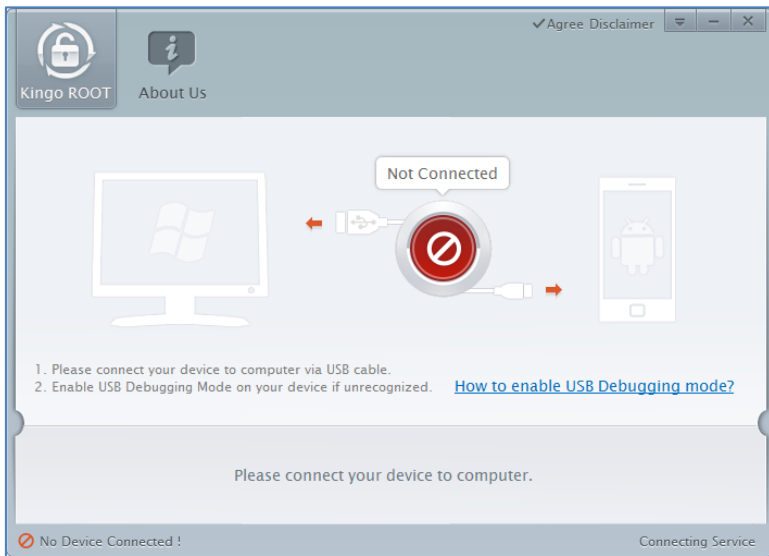 ✓Agree Disclaimer
Kingo ROOT
About Us
Not Connected
1. Please connect your device to computer via USB cable.
2. Enable USB Debugging Mode on your device if unrecognized. How to enable USB Debugging mode?
Please connect your device to computer.
No Device Connected !
Connecting Service